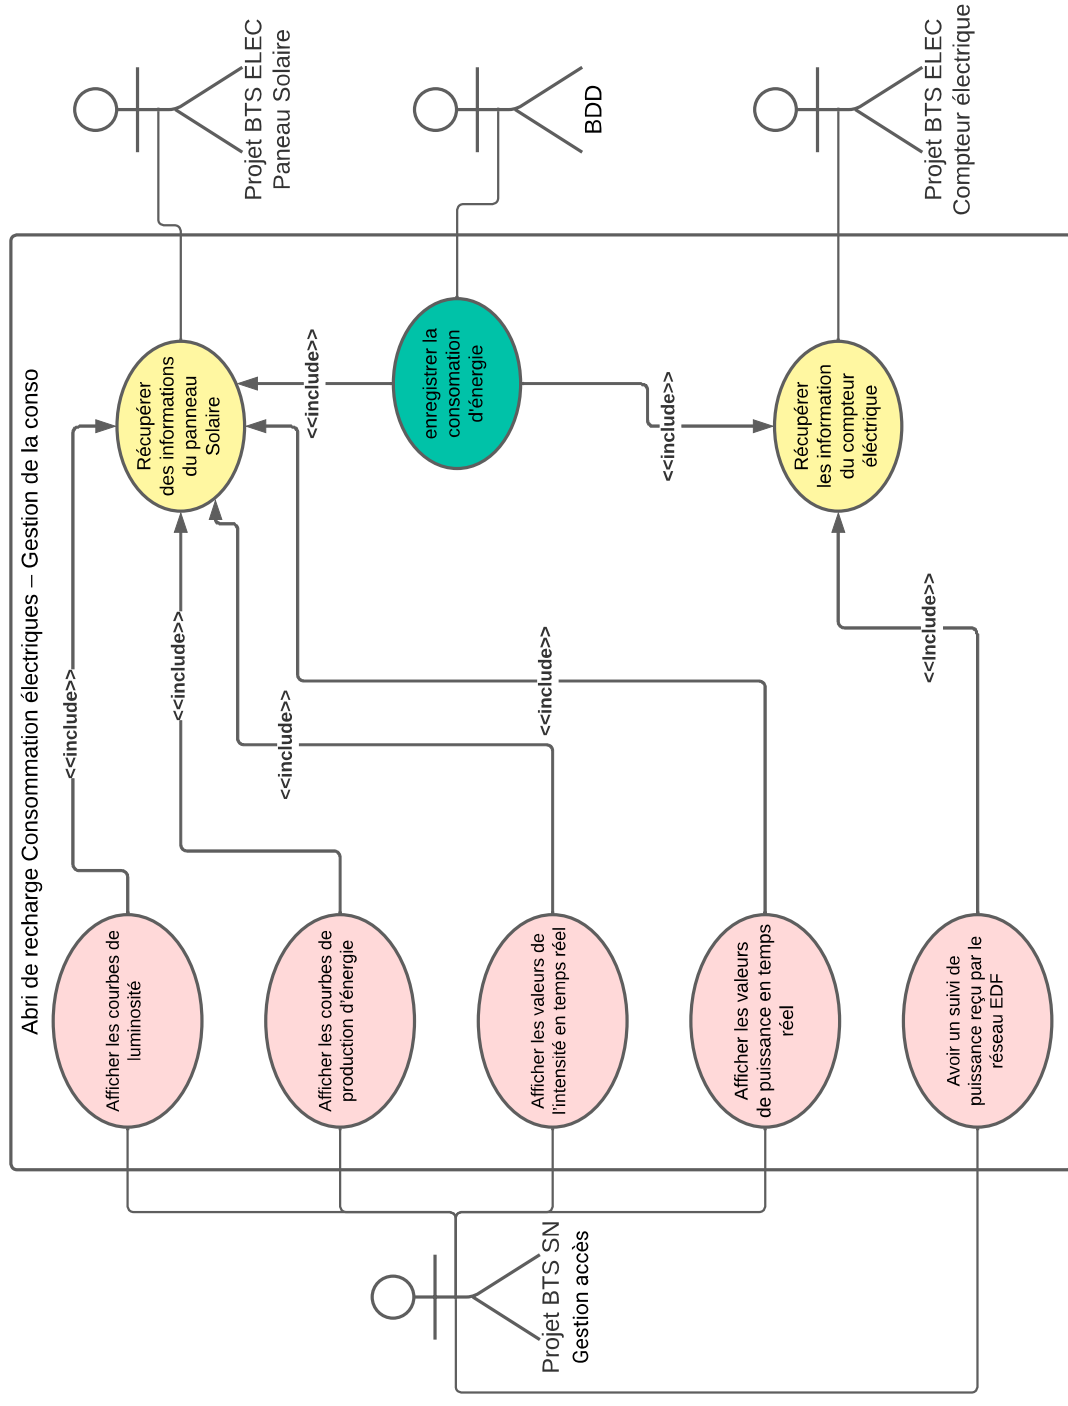 Abri de recharge Consommation électriques – Gestion de la conso
Projet BTS SN
Gestion accès
Afficher les courbes de
luminosité
Afficher les courbes de
production d'énergie
Afficher les valeurs de
l'intensité en temps réel
Afficher les valeurs
de puissance en temps
réel
Avoir un suivi de
puissance reçu par le
réseau EDF
<<include>>
<<include>>
<<include>>
<<include>>
<<Include>>
Récupérer
des informations
du panneau
Solaire
<<include>>
enregistrer la
consomation
d'énergie
<<include>>
Récupérer
les information
du compteur
éléctrique
Projet BTS ELEC
Paneau Solaire
BDD
Projet BTS ELEC
Compteur électrique